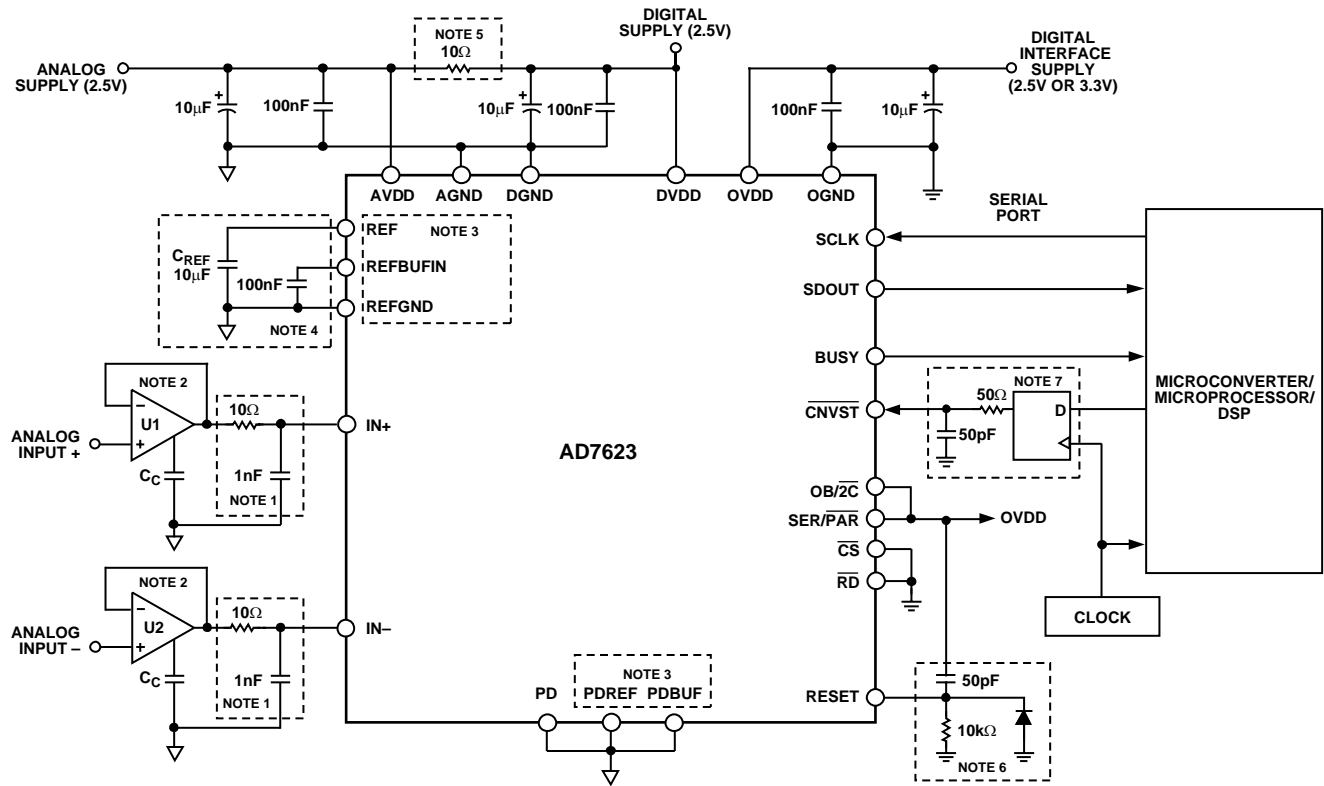 DIGITAL
SUPPLY (2.5V)
NOTE 5
10Ω
DIGITAL
INTERFACE
SUPPLY
(2.5V OR 3.3V)
ANALOG
SUPPLY (2.5V)
10µF
+
100nF
10µF
+
100nF
100nF
10µF
+
AVDD
AGND
DGND
DVDD
OVDD
OGND
SERIAL
PORT
CREF
10µF
100nF
NOTE 4
REF
REFBUFIN
REFGND
NOTE 3
SCLK
SDOUT
BUSY
CNVST
NOTE 7
50Ω
D
50pF
MICROCONVERTER/
MICROPROCESSOR/
DSP
NOTE 2
–
U1
+
10Ω
ANALOG
INPUT +
CC
1nF
NOTE 1
IN+
AD7623
OB/2C
SER/PAR
OVDD
CS
RD
CLOCK
NOTE 2
–
U2
+
10Ω
ANALOG
INPUT –
CC
1nF
NOTE 1
IN–
PD
NOTE 3
PDREF
PDBUF
RESET
50pF
10kΩ
NOTE 6